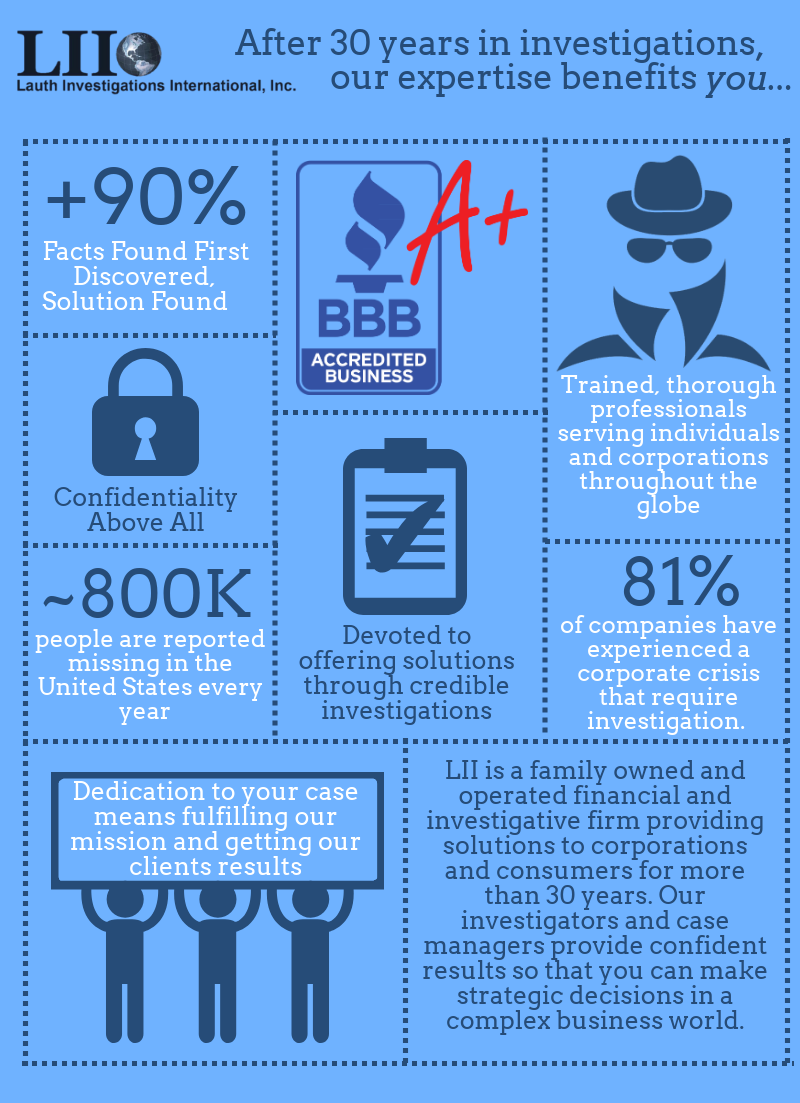 LII
Lauth Investigations International, Inc.
After 30 years in investigations,
our expertise benefits you...
+90%
Facts Found First
Discovered,
Solution Found
A+
BBB
ACCREDITED
BUSINESS
Trained, thorough
professionals
serving individuals
and corporations
throughout the
globe
Confidentiality
Above All
Devoted to
offering solutions
through credible
investigations
~800K
people are reported
missing in the
United States every
year
81%
of companies have
experienced a
corporate crisis
that require
investigation.
Dedication to your case
means fulfilling our
mission and getting our
clients results
LII is a family owned and
operated financial and
investigative firm providing
solutions to corporations
and consumers for more
than 30 years. Our
investigators and case
managers provide confident
results so that you can make
strategic decisions in a
complex business world.